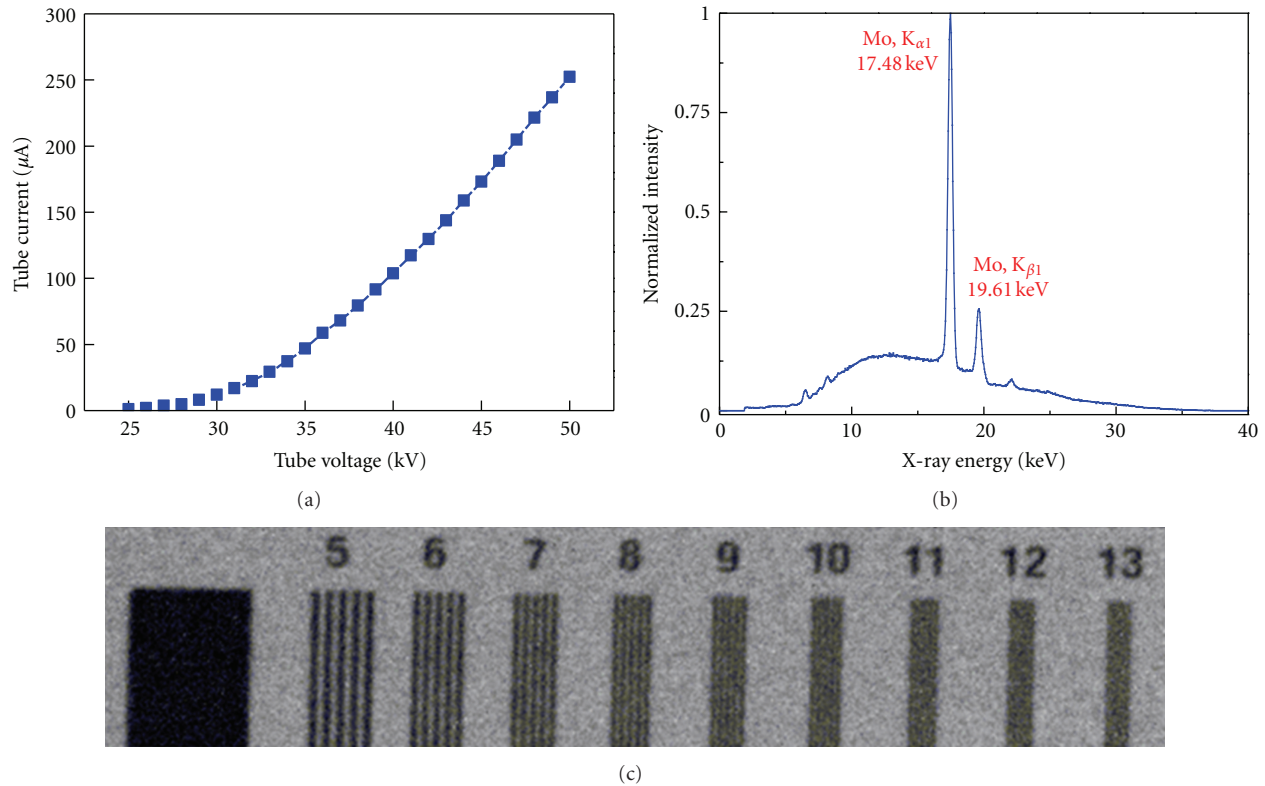 300
250
200
150
100
50
0
25 30 35 40 45 50
Tube current (μA)
Tube voltage (kV)
(a)
1
0.75
0.5
0.25
0
0 10 20 30 40
Normalized intensity
X-ray energy (keV)
Mo, Kα1
17.48 keV
Mo, Kβ1
19.61 keV
(b)
5 6 7 8 9 10 11 12 13
(c)